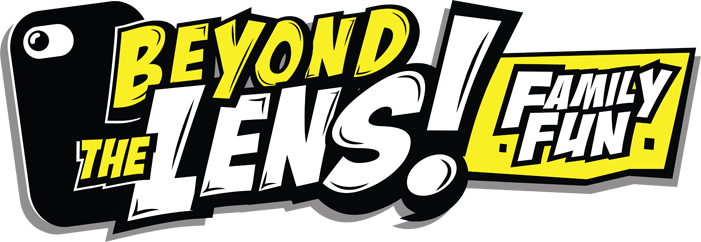 BEYOND
THE LENS!
FAMILY
FUN